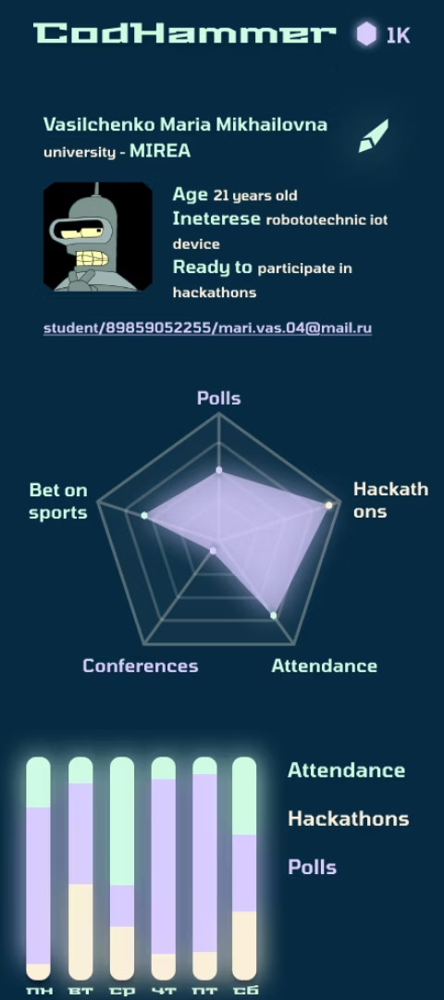 CodHammer 1K
Vasilchenko Maria Mikhailovna
university - MIREA
Age 21 years old
Ineterese robototechnic iot
device
Ready to participate in
hackathons
student/89859052255/mari.vas.04@mail.ru
Polls
Bet on
sports
Hackath
ons
Conferences
Attendance
Attendance
Hackathons
Polls
пн вт ср чт пт сб